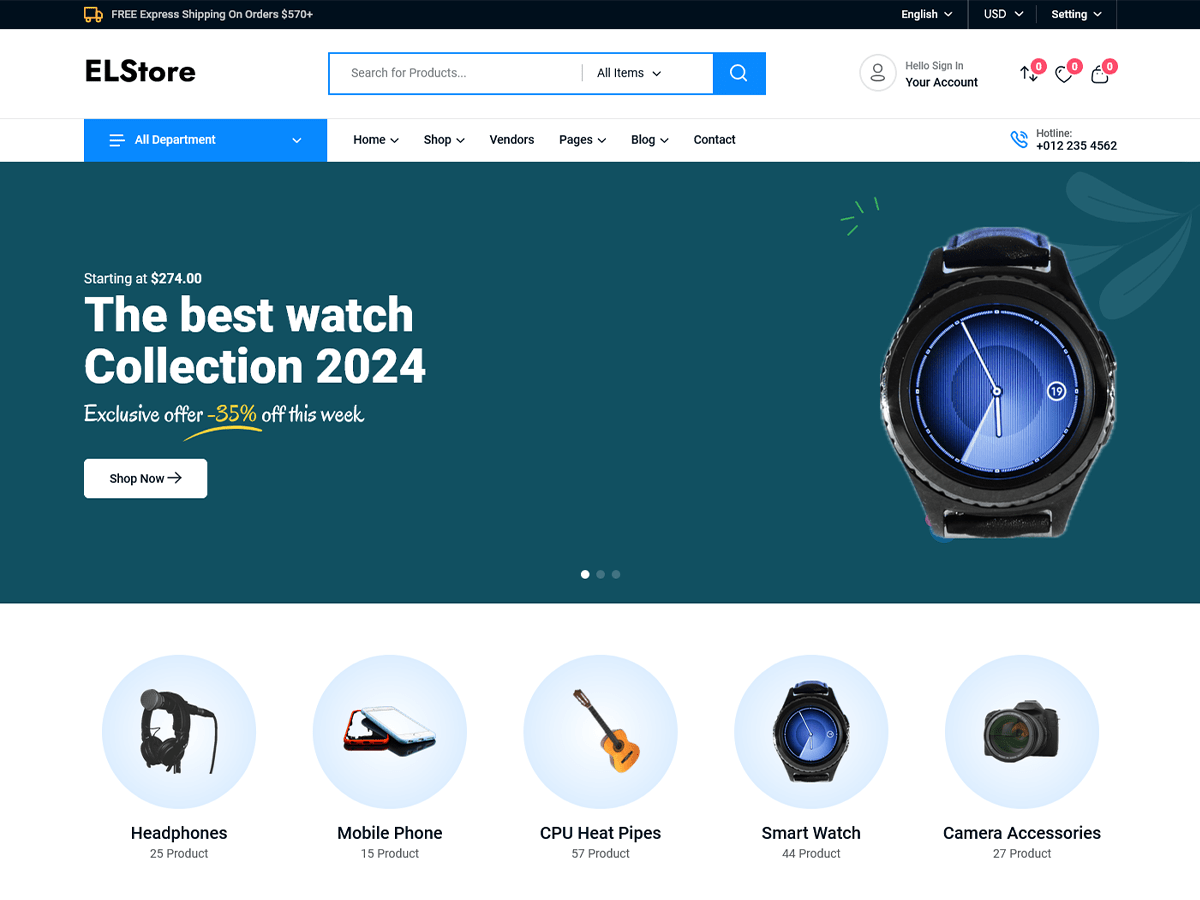 FREE Express Shipping On Orders $570+
English
USD
Setting
ELStore
Search for Products...
All Items
Hello Sign In
Your Account
0
0
0
All Department
Home
Shop
Vendors
Pages
Blog
Contact
Hotline:
+012 235 4562
Starting at $274.00
The best watch
Collection 2024
Exclusive offer -35% off this week
Shop Now
19
Headphones
25 Product
Mobile Phone
15 Product
CPU Heat Pipes
57 Product
Smart Watch
44 Product
Camera Accessories
27 Product